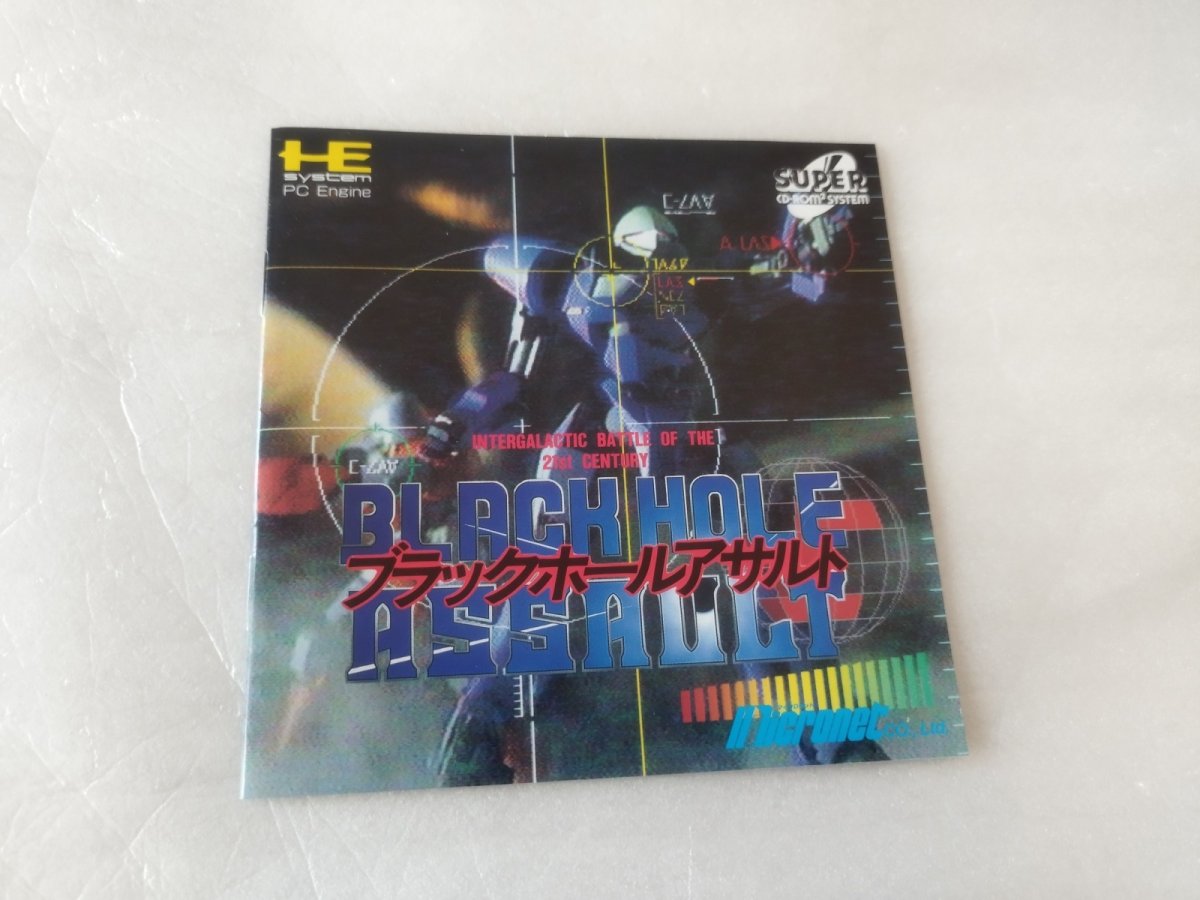 HE
system
PC Engine
SUPER
CD-ROM² SYSTEM
INTERGALACTIC BATTLE OF THE
21st CENTURY
BLACK HOLE
ブラックホールアサルト
ASSAULT
Micronet CO., Ltd.